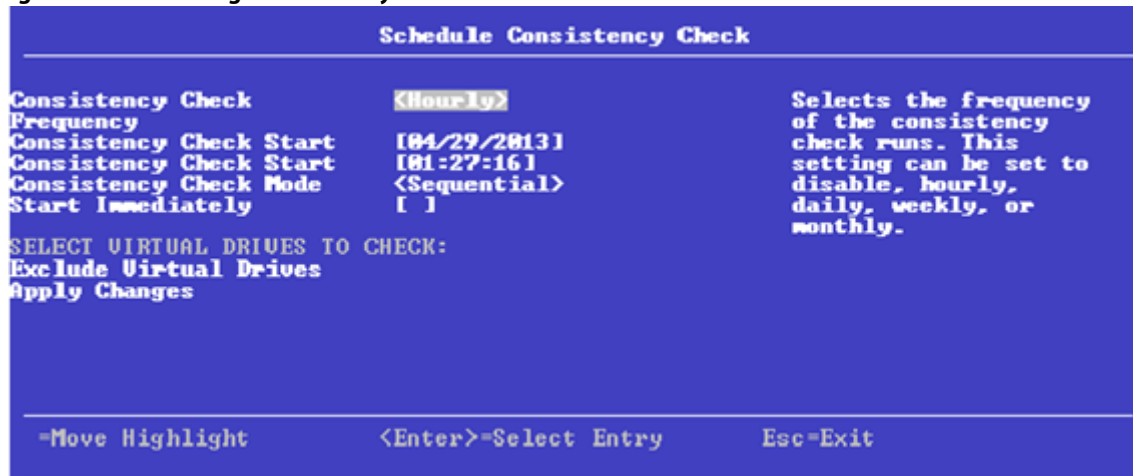 Schedule Consistency Check
Consistency Check Frequency <Hourly>
Consistency Check Start [04/29/2013]
Consistency Check Start [01:27:16]
Consistency Check Mode <Sequential>
Start Immediately [ ]
SELECT VIRTUAL DRIVES TO CHECK:
Exclude Virtual Drives
Apply Changes
Selects the frequency
of the consistency
check runs. This
setting can be set to
disable, hourly,
daily, weekly, or
monthly.
=Move Highlight <Enter>=Select Entry Esc=Exit